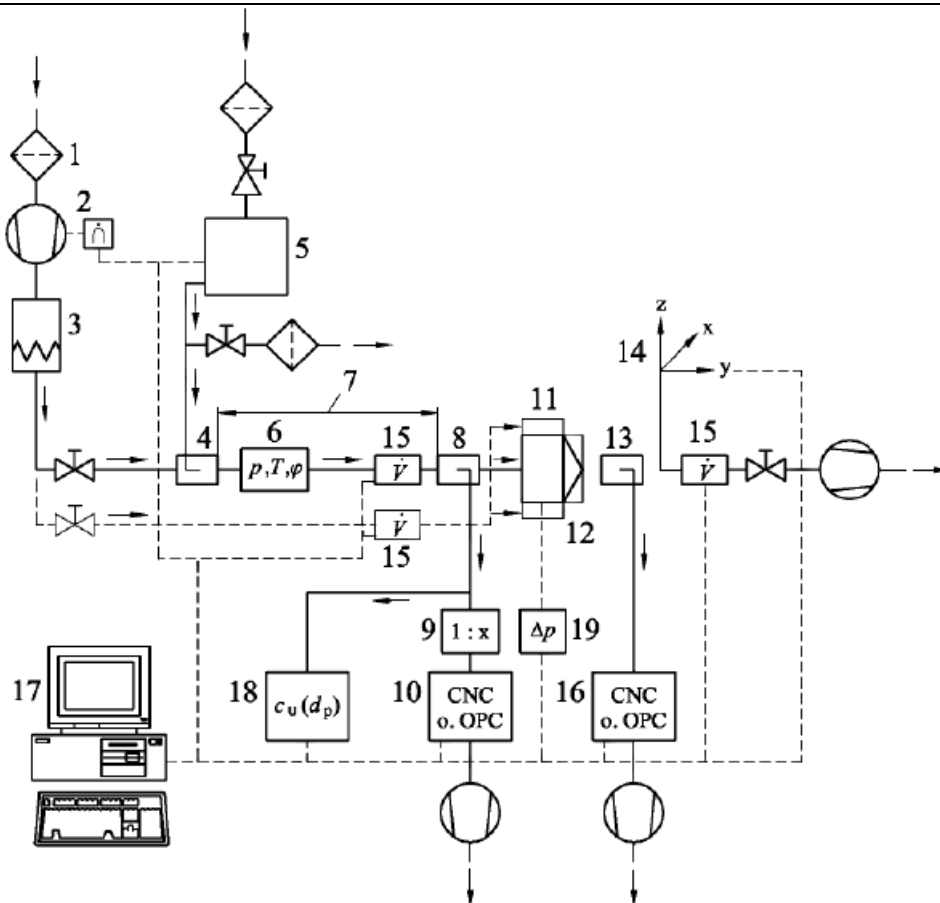 1
2
ṅ
5
3
z
x
14
y
7
11
4
6
15
8
13
15
p,T,φ
V̇
V̇
V̇
15
12
9
1 : x
Δp
19
17
18
c_U(d_p)
10
CNC
o. OPC
16
CNC
o. OPC